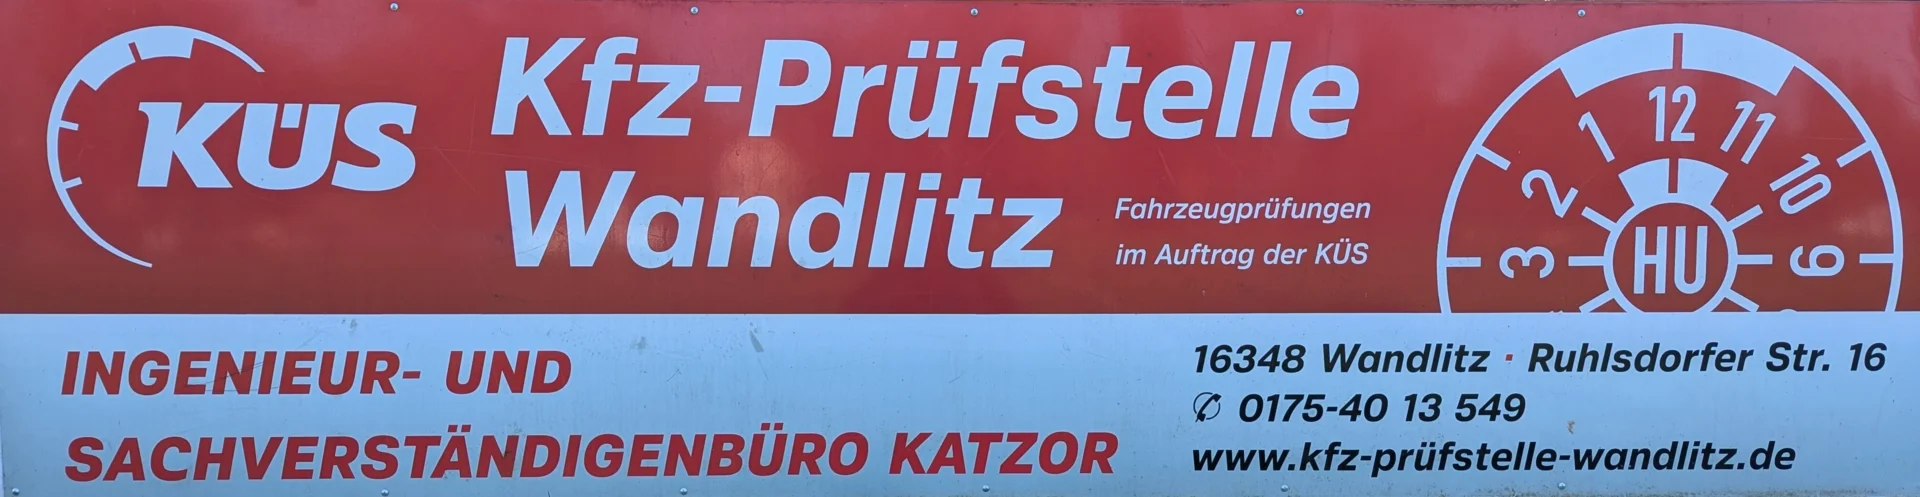 KÜS
Kfz-Prüfstelle
Wandlitz
Fahrzeugprüfungen
im Auftrag der KÜS
12
1
11
2
10
3
9
HU
INGENIEUR- UND
SACHVERSTÄNDIGENBÜRO KATZOR
16348 Wandlitz · Ruhlsdorfer Str. 16
✆ 0175-40 13 549
www.kfz-prüfstelle-wandlitz.de